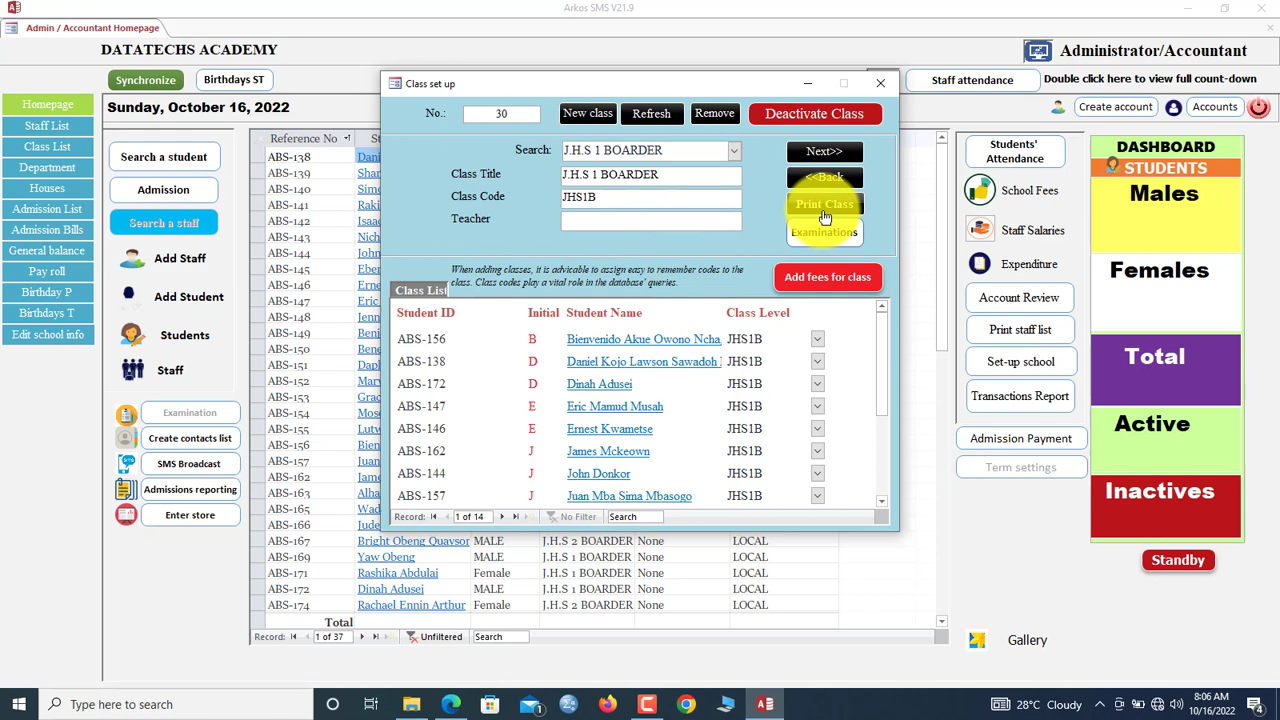 Arkos SMS V21.9
Admin / Accountant Homepage
DATATECHS ACADEMY
Administrator/Accountant
Synchronize
Birthdays ST
Staff attendance
Double click here to view full count-down
Homepage
Staff List
Class List
Department
Houses
Admission List
Admission Bills
General balance
Pay roll
Birthday P
Birthdays T
Edit school info
Sunday, October 16, 2022
Create account
Accounts
Search a student
Admission
Search a staff
Add Staff
Add Student
Students
Staff
Examination
Create contacts list
SMS Broadcast
Admissions reporting
Enter store
Reference No
ABS-138
ABS-139
ABS-140
ABS-141
ABS-142
ABS-143
ABS-144
ABS-145
ABS-146
ABS-147
ABS-148
ABS-150
ABS-151
ABS-152
ABS-153
ABS-154
ABS-155
ABS-156
ABS-157
ABS-161
ABS-162
ABS-163
ABS-165
ABS-166
ABS-167 Bright Obeng Quayson MALE J.H.S 2 BOARDER None LOCAL
ABS-169 Yaw Obeng MALE J.H.S 1 BOARDER None LOCAL
ABS-171 Rashika Abdulai Female J.H.S 1 BOARDER None LOCAL
ABS-172 Dinah Adusei MALE J.H.S 1 BOARDER None LOCAL
ABS-174 Rachael Ennin Arthur Female J.H.S 2 BOARDER None LOCAL
Total
Record: 1 of 37 Unfiltered Search
Class set up
No.: 30
New class
Refresh
Remove
Deactivate Class
Search: J.H.S 1 BOARDER
Class Title J.H.S 1 BOARDER
Class Code JHS1B
Teacher
Next>>
<<Back
Print Class
Examinations
When adding classes, it is advicable to assign easy to remember codes to the
class. Class codes play a vital role in the database' queries.
Add fees for class
Class List
Student ID Initial Student Name Class Level
ABS-156 B Bienvenido Akue Owono Ncha JHS1B
ABS-138 D Daniel Kojo Lawson Sawadoh JHS1B
ABS-172 D Dinah Adusei JHS1B
ABS-147 E Eric Mamud Musah JHS1B
ABS-146 E Ernest Kwametse JHS1B
ABS-162 J James Mckeown JHS1B
ABS-144 J John Donkor JHS1B
ABS-157 J Juan Mba Sima Mbasogo JHS1B
Record: 1 of 14 No Filter Search
Students'
Attendance
School Fees
Staff Salaries
Expenditure
Account Review
Print staff list
Set-up school
Transactions Report
Admission Payment
Term settings
Gallery
DASHBOARD
STUDENTS
Males
Females
Total
Active
Inactives
Standby
Type here to search
28°C Cloudy
8:06 AM
10/16/2022